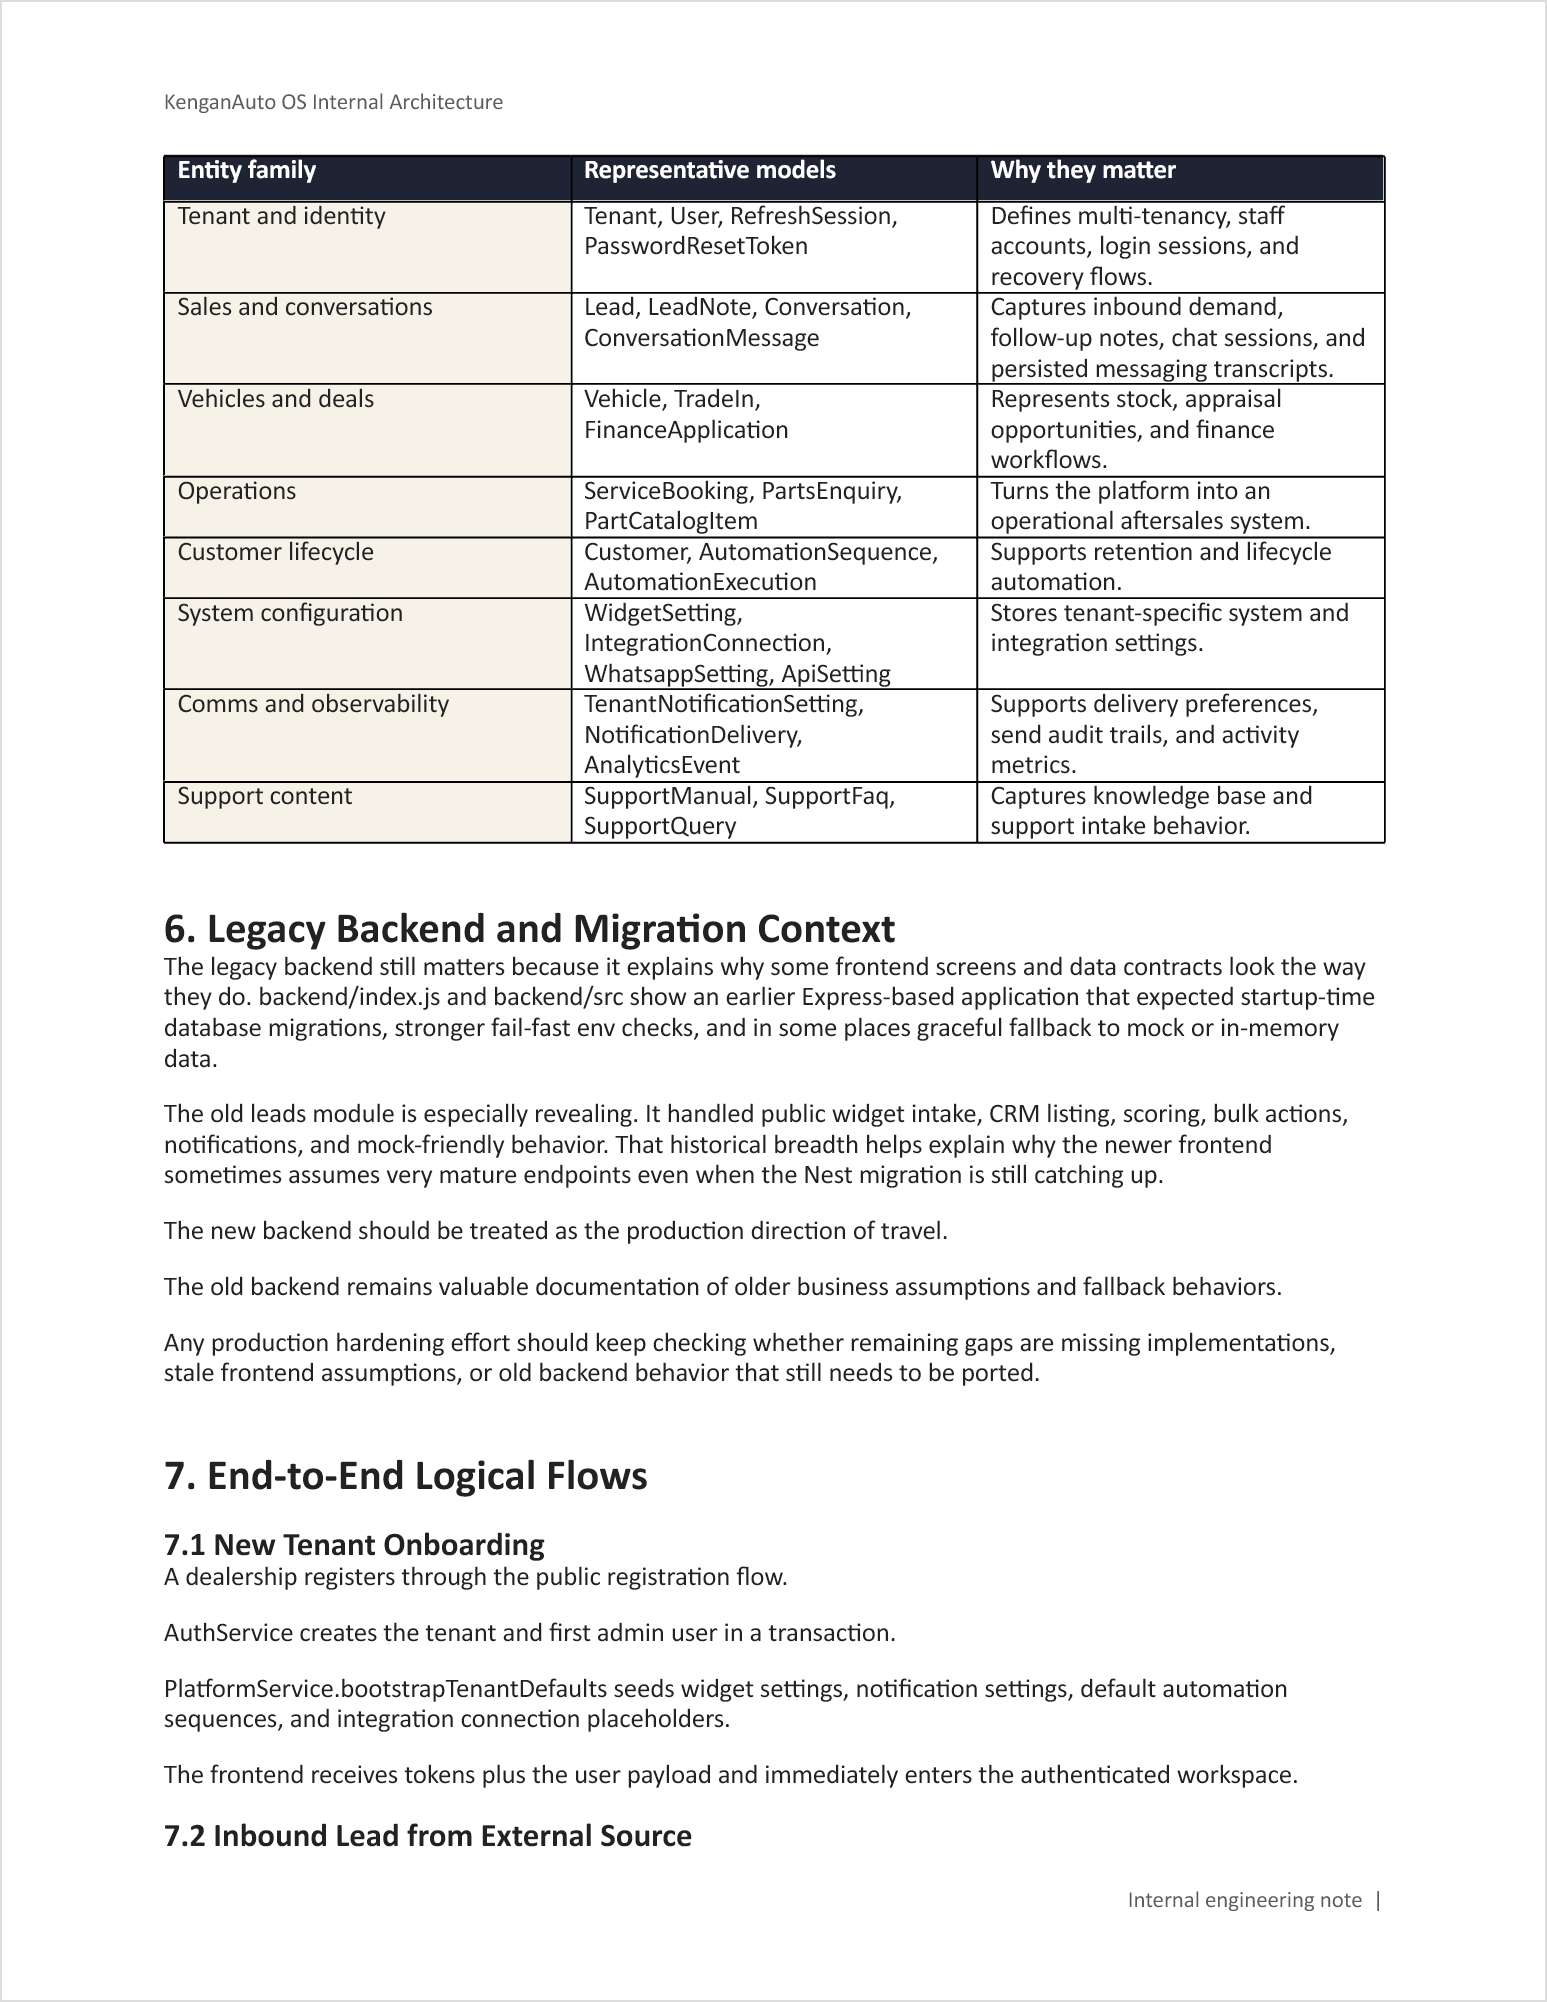 KenganAuto OS Internal Architecture
Entity family
Representative models
Why they matter
Tenant and identity
Tenant, User, RefreshSession,
PasswordResetToken
Defines multi-tenancy, staff
accounts, login sessions, and
recovery flows.
Sales and conversations
Lead, LeadNote, Conversation,
ConversationMessage
Captures inbound demand,
follow-up notes, chat sessions, and
persisted messaging transcripts.
Vehicles and deals
Vehicle, TradeIn,
FinanceApplication
Represents stock, appraisal
opportunities, and finance
workflows.
Operations
ServiceBooking, PartsEnquiry,
PartCatalogItem
Turns the platform into an
operational aftersales system.
Customer lifecycle
Customer, AutomationSequence,
AutomationExecution
Supports retention and lifecycle
automation.
System configuration
WidgetSetting,
IntegrationConnection,
WhatsappSetting, ApiSetting
Stores tenant-specific system and
integration settings.
Comms and observability
TenantNotificationSetting,
NotificationDelivery,
AnalyticsEvent
Supports delivery preferences,
send audit trails, and activity
metrics.
Support content
SupportManual, SupportFaq,
SupportQuery
Captures knowledge base and
support intake behavior.
6. Legacy Backend and Migration Context
The legacy backend still matters because it explains why some frontend screens and data contracts look the way
they do. backend/index.js and backend/src show an earlier Express-based application that expected startup-time
database migrations, stronger fail-fast env checks, and in some places graceful fallback to mock or in-memory
data.
The old leads module is especially revealing. It handled public widget intake, CRM listing, scoring, bulk actions,
notifications, and mock-friendly behavior. That historical breadth helps explain why the newer frontend
sometimes assumes very mature endpoints even when the Nest migration is still catching up.
The new backend should be treated as the production direction of travel.
The old backend remains valuable documentation of older business assumptions and fallback behaviors.
Any production hardening effort should keep checking whether remaining gaps are missing implementations,
stale frontend assumptions, or old backend behavior that still needs to be ported.
7. End-to-End Logical Flows
7.1 New Tenant Onboarding
A dealership registers through the public registration flow.
AuthService creates the tenant and first admin user in a transaction.
PlatformService.bootstrapTenantDefaults seeds widget settings, notification settings, default automation
sequences, and integration connection placeholders.
The frontend receives tokens plus the user payload and immediately enters the authenticated workspace.
7.2 Inbound Lead from External Source
Internal engineering note |